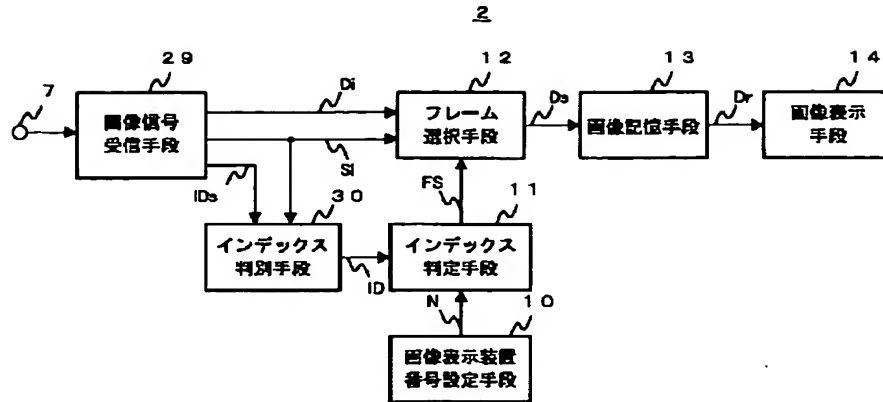 2
29
12
13
14
7
画像信号
受信手段
Di
フレーム
選択手段
Ds
画像記憶手段
Dr
画像表示
手段
Si
IDs
30
FS
11
インデックス
判別手段
ID
インデックス
判定手段
N
10
画像表示装置
番号設定手段